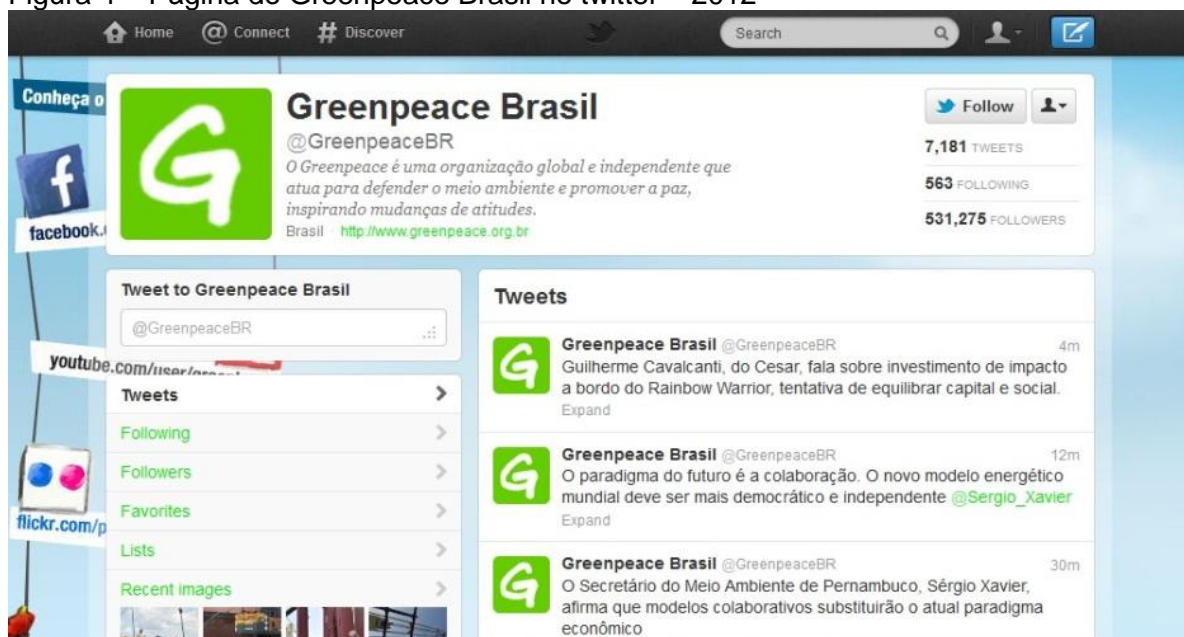 Figura 4 – Página do Greenpeace Brasil no twitter – 2012
Home @ Connect # Discover Search
Conheça o
facebook.
youtube.com/user/
flickr.com/p
G
Greenpeace Brasil
@GreenpeaceBR
O Greenpeace é uma organização global e independente que
atua para defender o meio ambiente e promover a paz,
inspirando mudanças de atitudes.
Brasil · http://www.greenpeace.org.br
Follow
7,181 TWEETS
563 FOLLOWING
531,275 FOLLOWERS
Tweet to Greenpeace Brasil
@GreenpeaceBR
Tweets
Following
Followers
Favorites
Lists
Recent images
Tweets
Greenpeace Brasil @GreenpeaceBR 4m
Guilherme Cavalcanti, do Cesar, fala sobre investimento de impacto
a bordo do Rainbow Warrior, tentativa de equilibrar capital e social.
Expand
Greenpeace Brasil @GreenpeaceBR 12m
O paradigma do futuro é a colaboração. O novo modelo energético
mundial deve ser mais democrático e independente @Sergio_Xavier
Expand
Greenpeace Brasil @GreenpeaceBR 30m
O Secretário do Meio Ambiente de Pernambuco, Sérgio Xavier,
afirma que modelos colaborativos substituirão o atual paradigma
econômico